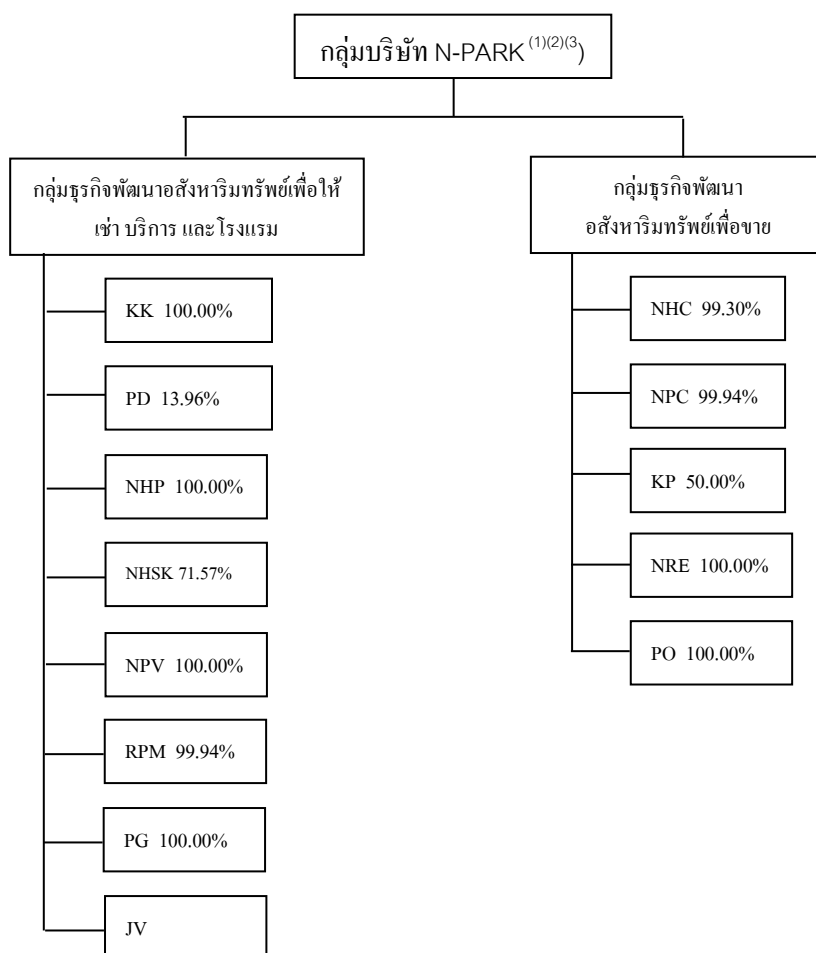 กลุ่มบริษัท N-PARK (1)(2)(3)
กลุ่มธุรกิจพัฒนาอสังหาริมทรัพย์เพื่อให้
เช่า บริการ และโรงแรม
KK 100.00%
PD 13.96%
NHP 100.00%
NHSK 71.57%
NPV 100.00%
RPM 99.94%
PG 100.00%
JV
กลุ่มธุรกิจพัฒนา
อสังหาริมทรัพย์เพื่อขาย
NHC 99.30%
NPC 99.94%
KP 50.00%
NRE 100.00%
PO 100.00%